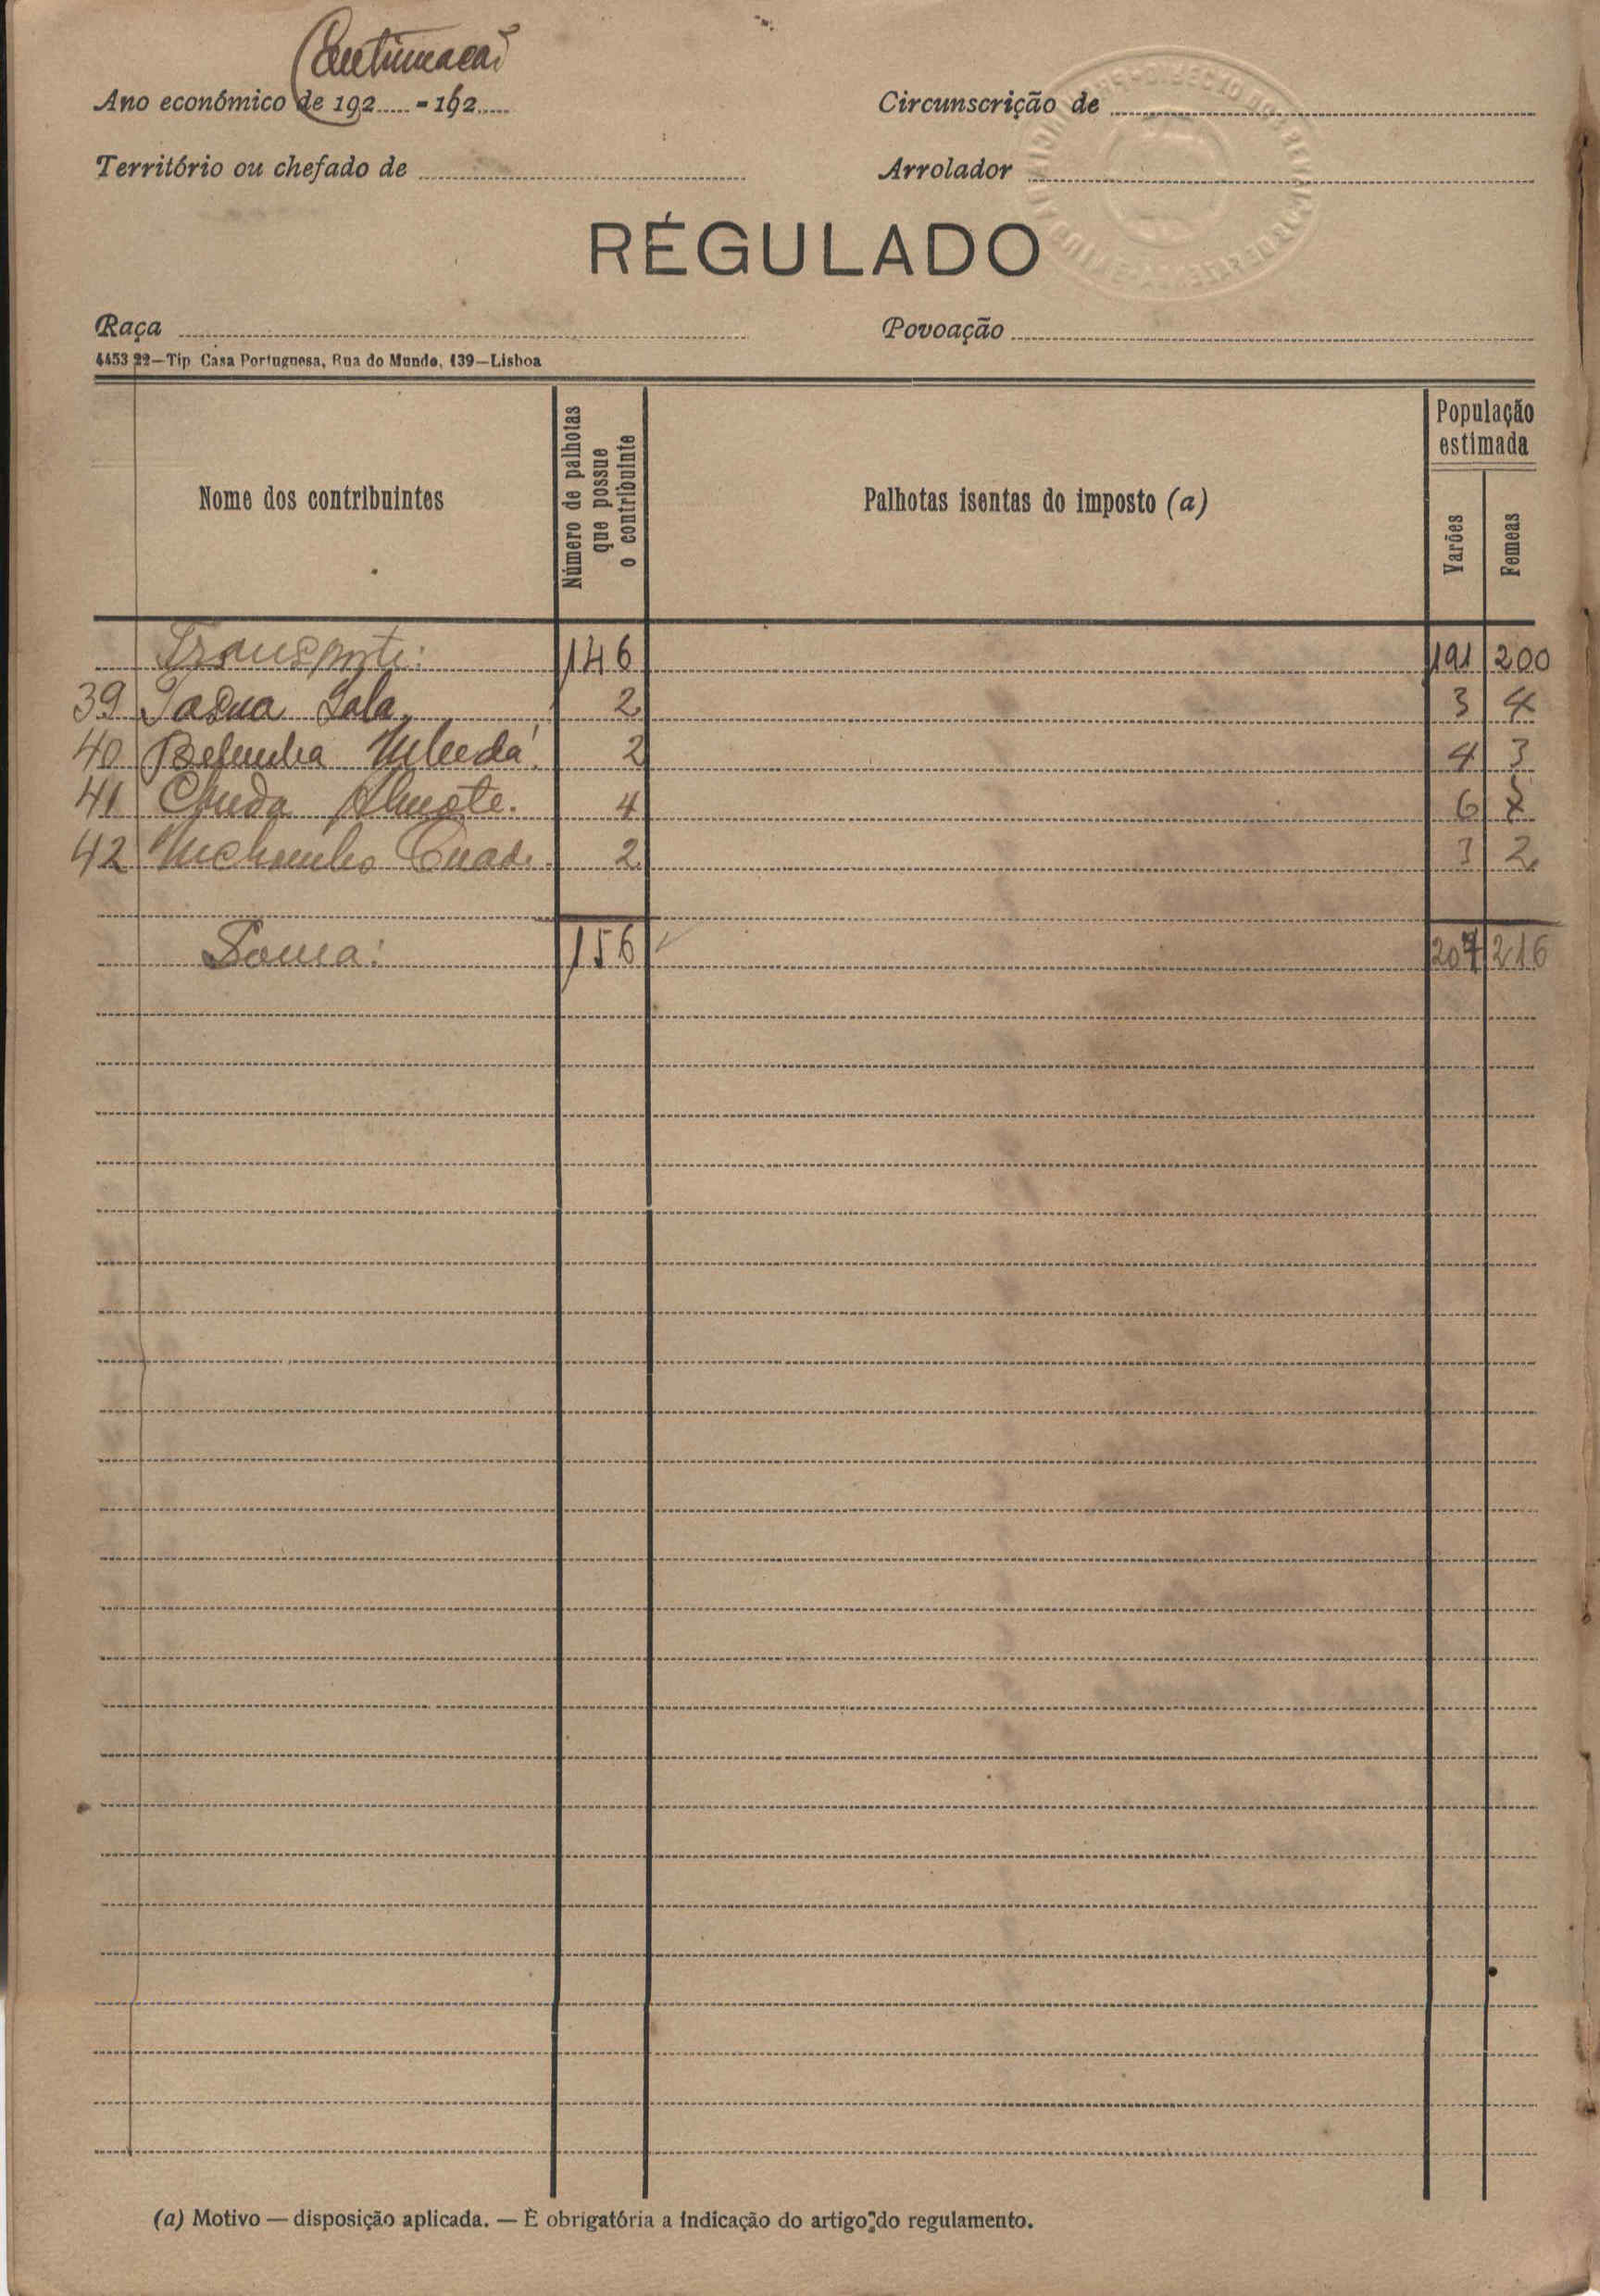 Continuação
Ano económico de 192..... - 192.....
Circunscrição de
Território ou chefado de
Arrolador
RÉGULADO
Raça
Povoação
4453 22—Tip. Casa Portuguesa, Rua do Mundo, 139—Lisboa
Nome dos contribuintes
Número de palhotas que possue o contribuinte
Palhotas isentas do imposto (a)
População estimada
Varões
Femeas
Transporte: 146 191 200
39 Sala 2 3 4
40 2 4 3
41 4 6
42 2 3 2
Soma: 156 207 216
(a) Motivo — disposição aplicada. — É obrigatória a indicação do artigo do regulamento.